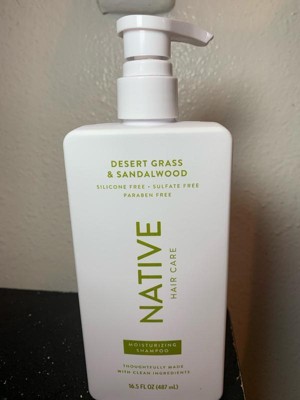 DESERT GRASS
& SANDALWOOD
SILICONE FREE • SULFATE FREE
PARABEN FREE
NATIVE
HAIR CARE
MOISTURIZING
SHAMPOO
THOUGHTFULLY MADE
WITH CLEAN INGREDIENTS
16.5 FL OZ (487 mL)